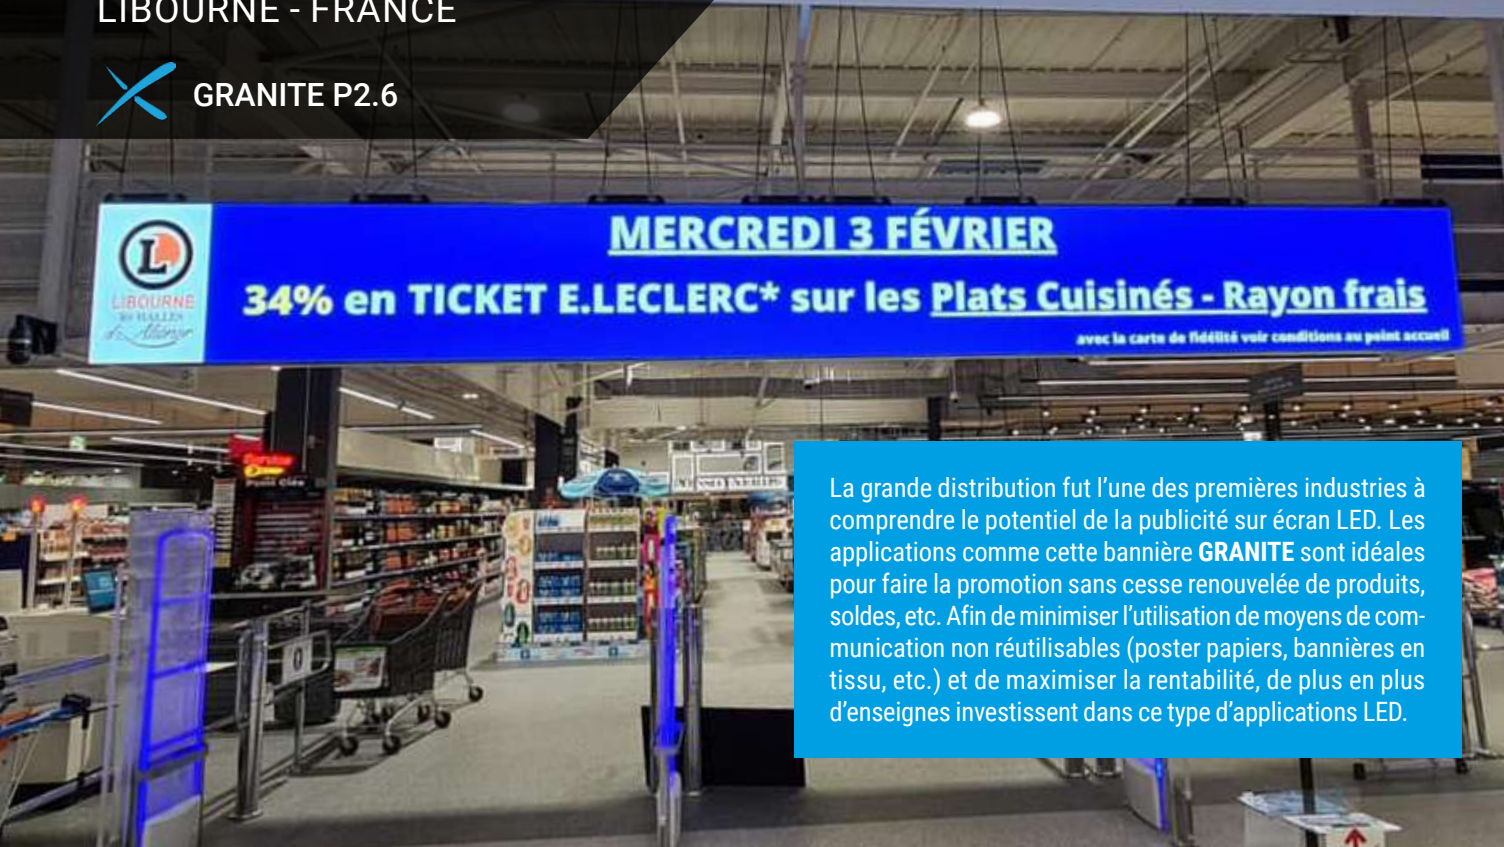 LIBOURNE - FRANCE
GRANITE P2.6
MERCREDI 3 FÉVRIER
34% en TICKET E.LECLERC* sur les Plats Cuisinés - Rayon frais
avec la carte de fidélité voir conditions au point accueil
L
LIBOURNE
La grande distribution fut l’une des premières industries à
comprendre le potentiel de la publicité sur écran LED. Les
applications comme cette bannière GRANITE sont idéales
pour faire la promotion sans cesse renouvelée de produits,
soldes, etc. Afin de minimiser l’utilisation de moyens de com-
munication non réutilisables (poster papiers, bannières en
tissu, etc.) et de maximiser la rentabilité, de plus en plus
d’enseignes investissent dans ce type d’applications LED.